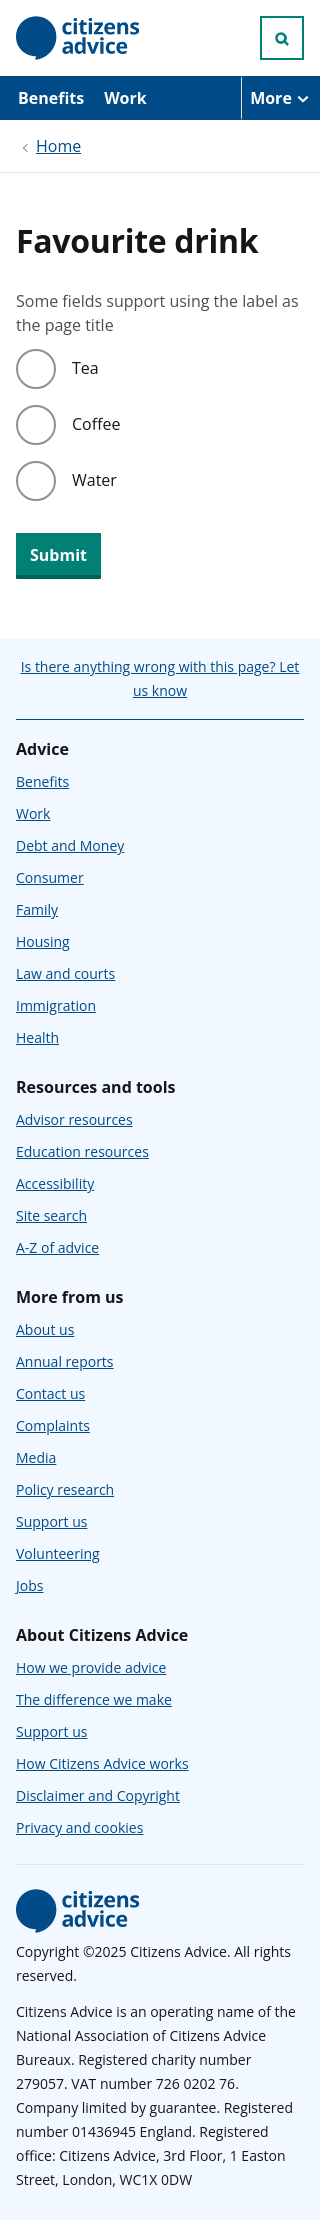 citizens
advice
Benefits Work More
Home
Favourite drink
Some fields support using the label as
the page title
Tea
Coffee
Water
Submit
Is there anything wrong with this page? Let
us know
Advice
Benefits
Work
Debt and Money
Consumer
Family
Housing
Law and courts
Immigration
Health
Resources and tools
Advisor resources
Education resources
Accessibility
Site search
A-Z of advice
More from us
About us
Annual reports
Contact us
Complaints
Media
Policy research
Support us
Volunteering
Jobs
About Citizens Advice
How we provide advice
The difference we make
Support us
How Citizens Advice works
Disclaimer and Copyright
Privacy and cookies
citizens
advice
Copyright ©2025 Citizens Advice. All rights
reserved.
Citizens Advice is an operating name of the
National Association of Citizens Advice
Bureaux. Registered charity number
279057. VAT number 726 0202 76.
Company limited by guarantee. Registered
number 01436945 England. Registered
office: Citizens Advice, 3rd Floor, 1 Easton
Street, London, WC1X 0DW